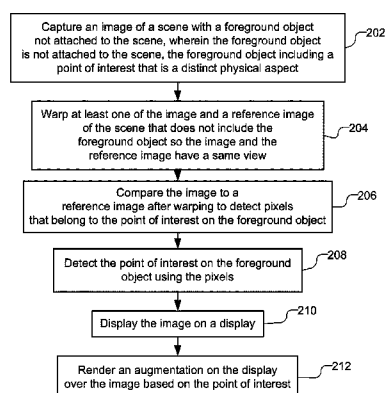 Capture an image of a scene with a foreground object
not attached to the scene, wherein the foreground object
is not attached to the scene, the foreground object including a
point of interest that is a distinct physical aspect
202
Warp at least one of the image and a reference image
of the scene that does not include the
foreground object so the image and the
reference image have a same view
204
Compare the image to a
reference image after warping to detect pixels
that belong to the point of interest on the foreground object
206
Detect the point of interest on the foreground
object using the pixels
208
Display the image on a display
210
Render an augmentation on the display
over the image based on the point of interest
212